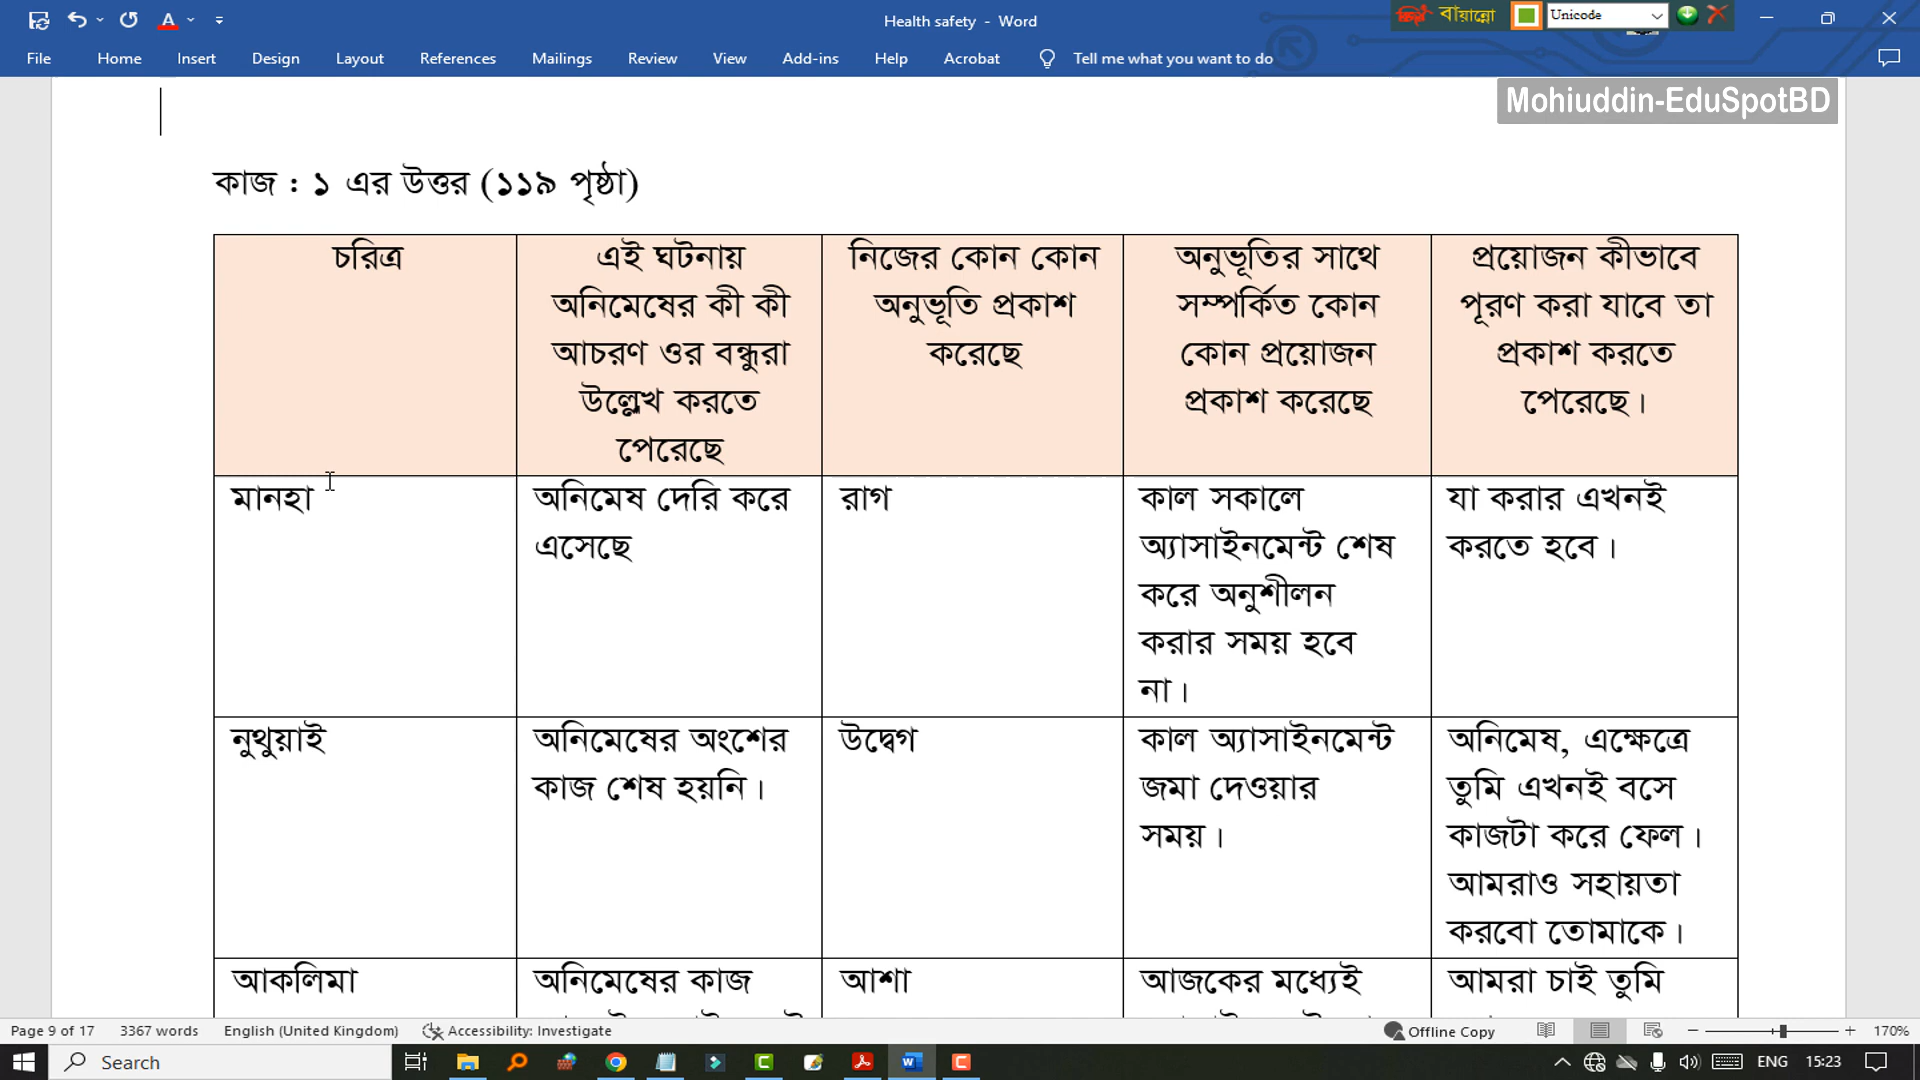 Health safety - Word
বায়ান্নো
Unicode
File Home Insert Design Layout References Mailings Review View Add-ins Help Acrobat Tell me what you want to do
Mohiuddin-EduSpotBD
কাজ : ১ এর উত্তর (১১৯ পৃষ্ঠা)
চরিত্র
এই ঘটনায়
অনিমেষের কী কী
আচরণ ওর বন্ধুরা
উল্লেখ করতে
পেরেছে
নিজের কোন কোন
অনুভূতি প্রকাশ
করেছে
অনুভূতির সাথে
সম্পর্কিত কোন
কোন প্রয়োজন
প্রকাশ করেছে
প্রয়োজন কীভাবে
পূরণ করা যাবে তা
প্রকাশ করতে
পেরেছে।
মানহা
অনিমেষ দেরি করে
এসেছে
রাগ
কাল সকালে
অ্যাসাইনমেন্ট শেষ
করে অনুশীলন
করার সময় হবে
না।
যা করার এখনই
করতে হবে।
নুথুয়াই
অনিমেষের অংশের
কাজ শেষ হয়নি।
উদ্বেগ
কাল অ্যাসাইনমেন্ট
জমা দেওয়ার
সময়।
অনিমেষ, এক্ষেত্রে
তুমি এখনই বসে
কাজটা করে ফেল।
আমরাও সহায়তা
করবো তোমাকে।
আকলিমা
অনিমেষের কাজ
আশা
আজকের মধ্যেই
আমরা চাই তুমি
Page 9 of 17 3367 words English (United Kingdom) Accessibility: Investigate Offline Copy 170%
Search ENG 15:23